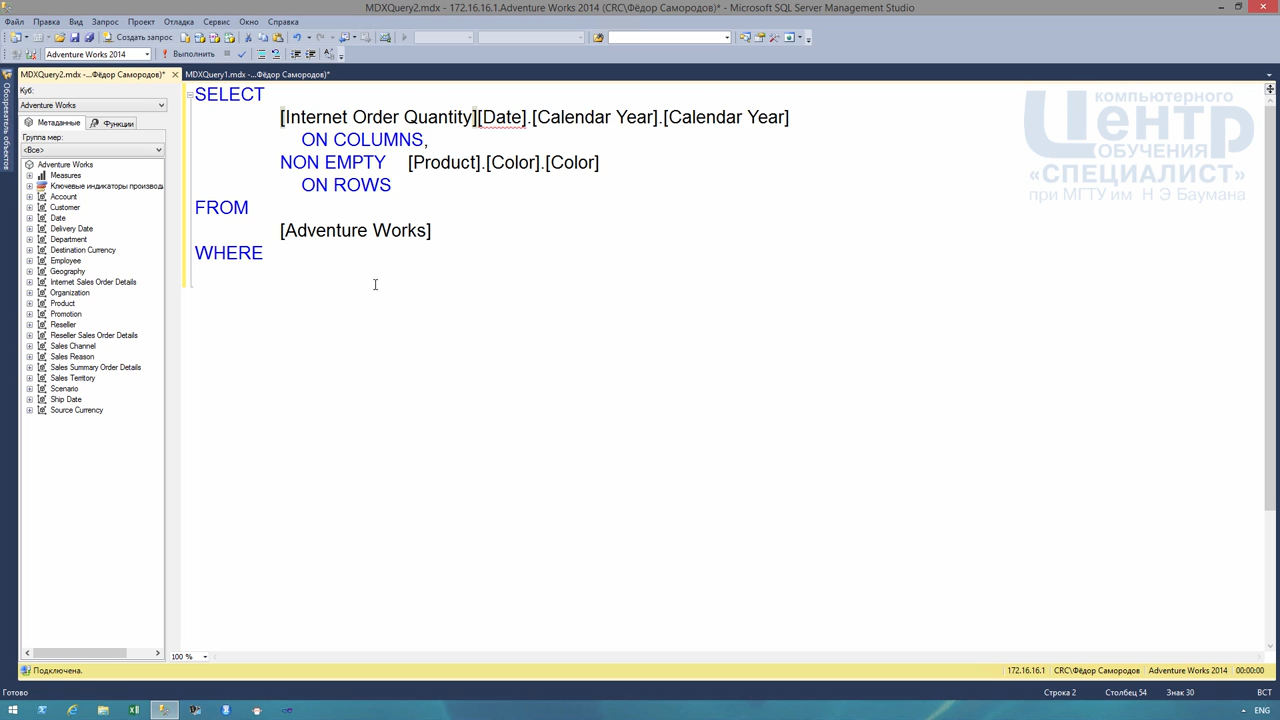 MDXQuery2.mdx - 172.16.16.1.Adventure Works 2014 (CRC\Фёдор Самородов)* - Microsoft SQL Server Management Studio
Файл Правка Вид Запрос Проект Отладка Сервис Окно Справка
Создать запрос
Adventure Works 2014 Выполнить
MDXQuery2.mdx -...Фёдор Самородов)* MDXQuery1.mdx -...Фёдор Самородов)*
Обозреватель объектов
Куб:
Adventure Works
Метаданные Функции
Группа мер:
<Все>
Adventure Works
Measures
Ключевые индикаторы производи
Account
Customer
Date
Delivery Date
Department
Destination Currency
Employee
Geography
Internet Sales Order Details
Organization
Product
Promotion
Reseller
Reseller Sales Order Details
Sales Channel
Sales Reason
Sales Summary Order Details
Sales Territory
Scenario
Ship Date
Source Currency
SELECT
[Internet Order Quantity][Date].[Calendar Year].[Calendar Year]
ON COLUMNS,
NON EMPTY [Product].[Color].[Color]
ON ROWS
FROM
[Adventure Works]
WHERE
компьютерного
Центр
ОБУЧЕНИЯ
«СПЕЦИАЛИСТ»
при МГТУ им Н Э Баумана
100 %
Подключена. 172.16.16.1 CRC\Фёдор Самородов Adventure Works 2014 00:00:00
Готово Строка 2 Столбец 54 Знак 30 ВСТ
ENG